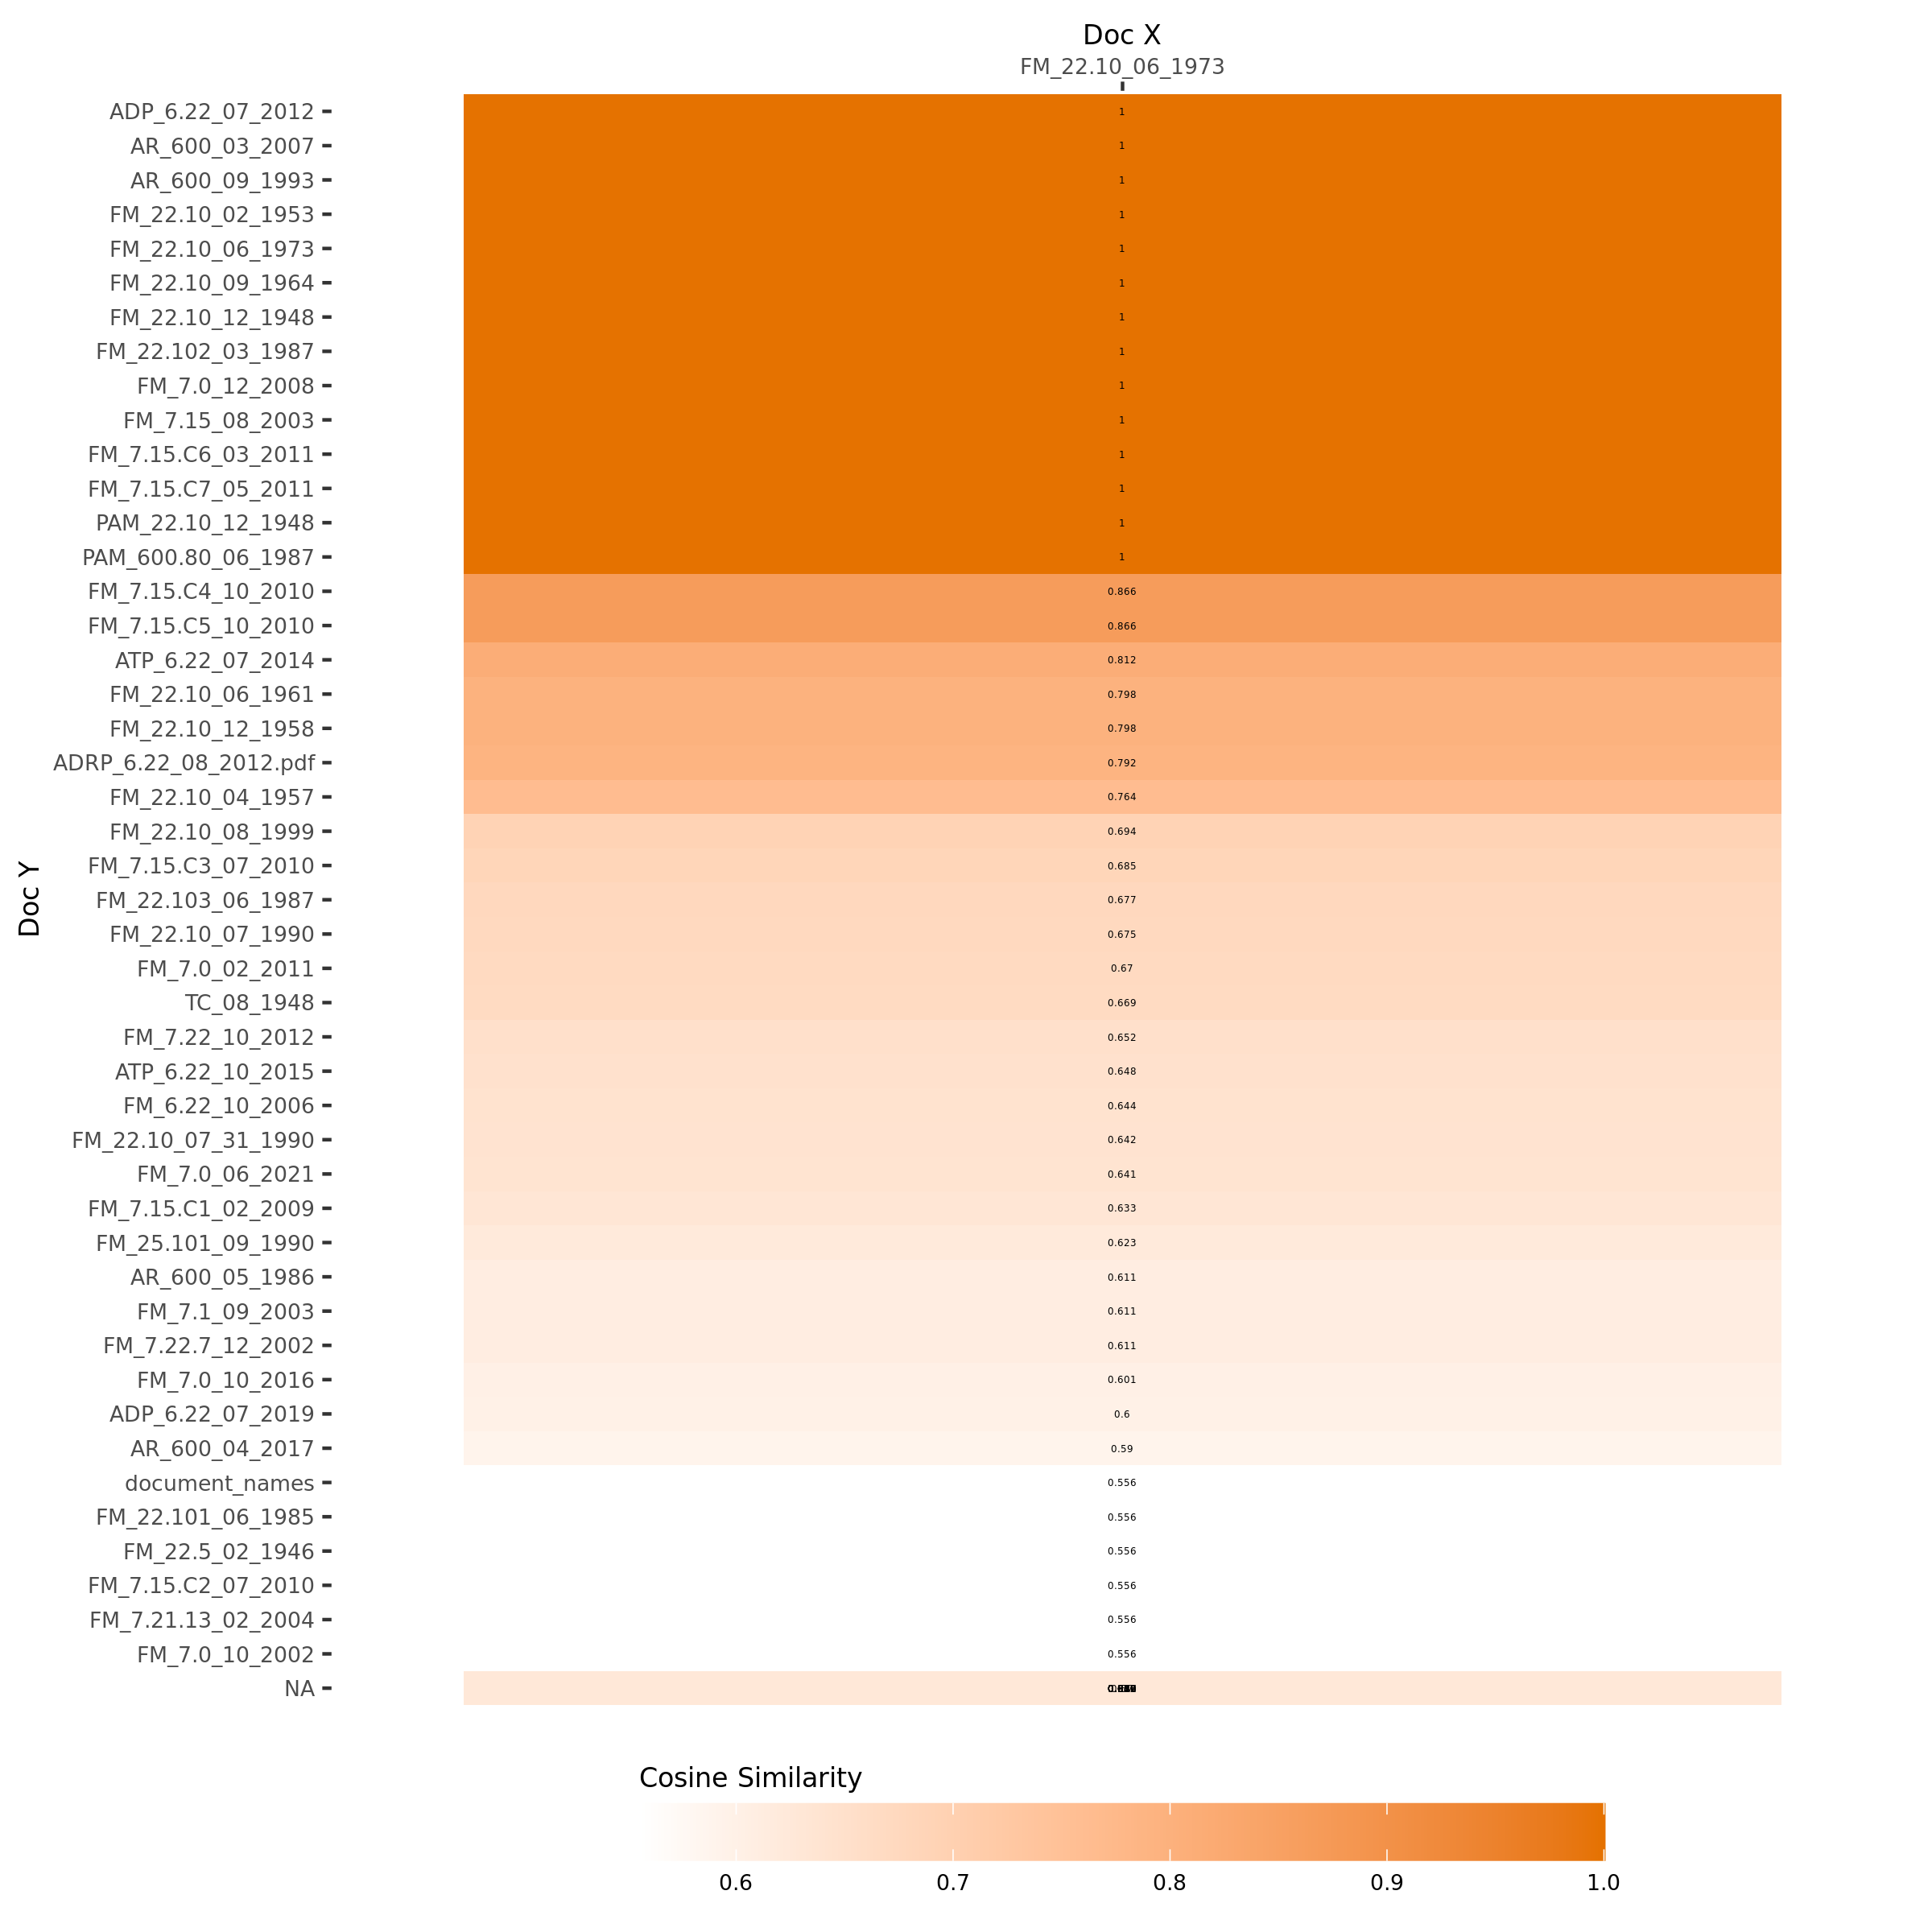 Doc X
FM_22.10_06_1973
ADP_6.22_07_2012 1
AR_600_03_2007 1
AR_600_09_1993 1
FM_22.10_02_1953 1
FM_22.10_06_1973 1
FM_22.10_09_1964 1
FM_22.10_12_1948 1
FM_22.102_03_1987 1
FM_7.0_12_2008 1
FM_7.15_08_2003 1
FM_7.15.C6_03_2011 1
FM_7.15.C7_05_2011 1
PAM_22.10_12_1948 1
PAM_600.80_06_1987 1
FM_7.15.C4_10_2010 0.866
FM_7.15.C5_10_2010 0.866
ATP_6.22_07_2014 0.812
FM_22.10_06_1961 0.798
FM_22.10_12_1958 0.798
ADRP_6.22_08_2012.pdf 0.792
FM_22.10_04_1957 0.764
FM_22.10_08_1999 0.694
FM_7.15.C3_07_2010 0.685
FM_22.103_06_1987 0.677
FM_22.10_07_1990 0.675
FM_7.0_02_2011 0.67
TC_08_1948 0.669
FM_7.22_10_2012 0.652
ATP_6.22_10_2015 0.648
FM_6.22_10_2006 0.644
FM_22.10_07_31_1990 0.642
FM_7.0_06_2021 0.641
FM_7.15.C1_02_2009 0.633
FM_25.101_09_1990 0.623
AR_600_05_1986 0.611
FM_7.1_09_2003 0.611
FM_7.22.7_12_2002 0.611
FM_7.0_10_2016 0.601
ADP_6.22_07_2019 0.6
AR_600_04_2017 0.59
document_names 0.556
FM_22.101_06_1985 0.556
FM_22.5_02_1946 0.556
FM_7.15.C2_07_2010 0.556
FM_7.21.13_02_2004 0.556
FM_7.0_10_2002 0.556
NA
Doc Y
Cosine Similarity
0.6 0.7 0.8 0.9 1.0